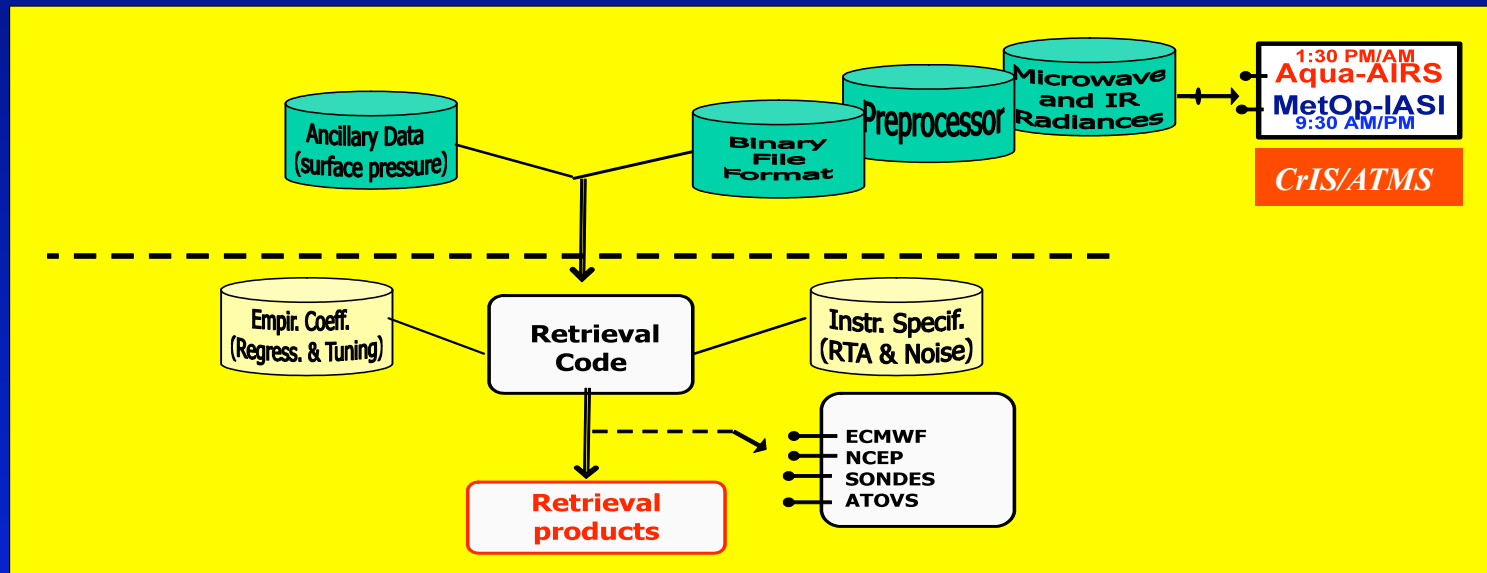 1:30 PM/AM
Aqua-AIRS
MetOp-IASI
9:30 AM/PM
CrIS/ATMS
Microwave
and IR
Radiances
Preprocessor
Binary
File
Format
Ancillary Data
(surface pressure)
Empir. Coeff.
(Regress. & Tuning)
Retrieval
Code
Instr. Specif.
(RTA & Noise)
ECMWF
NCEP
SONDES
ATOVS
Retrieval
products